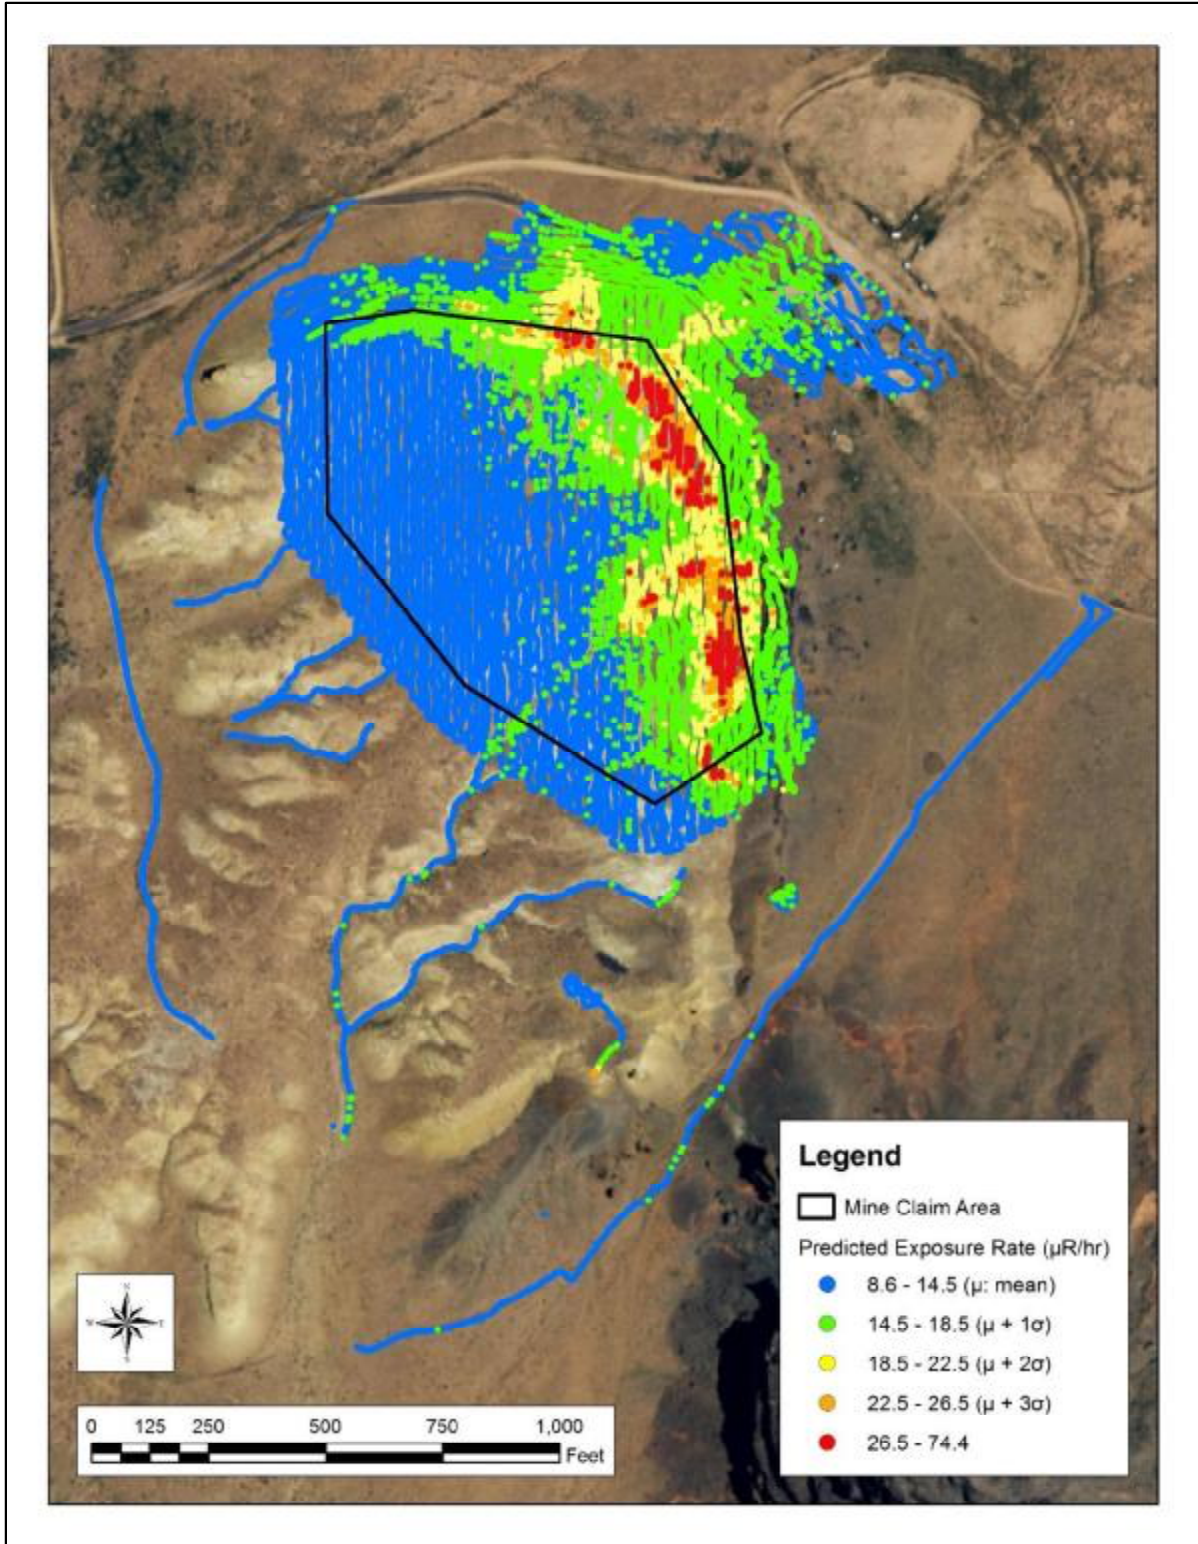 Legend
Mine Claim Area
Predicted Exposure Rate (µR/hr)
8.6 - 14.5 (µ: mean)
14.5 - 18.5 (µ + 1σ)
18.5 - 22.5 (µ + 2σ)
22.5 - 26.5 (µ + 3σ)
26.5 - 74.4
N
W
S
0 125 250 500 750 1,000
Feet